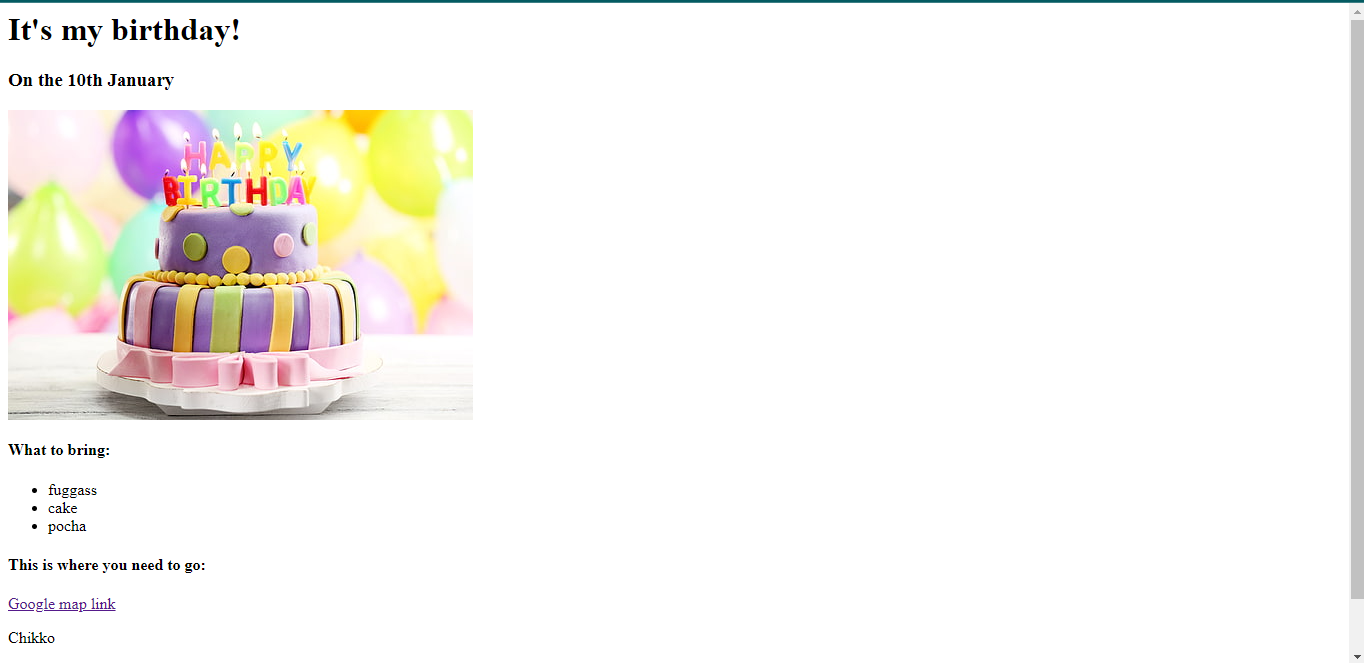 It's my birthday!
On the 10th January
HAPPY
BIRTHDAY
What to bring:
fuggass
cake
pocha
This is where you need to go:
Google map link
Chikko